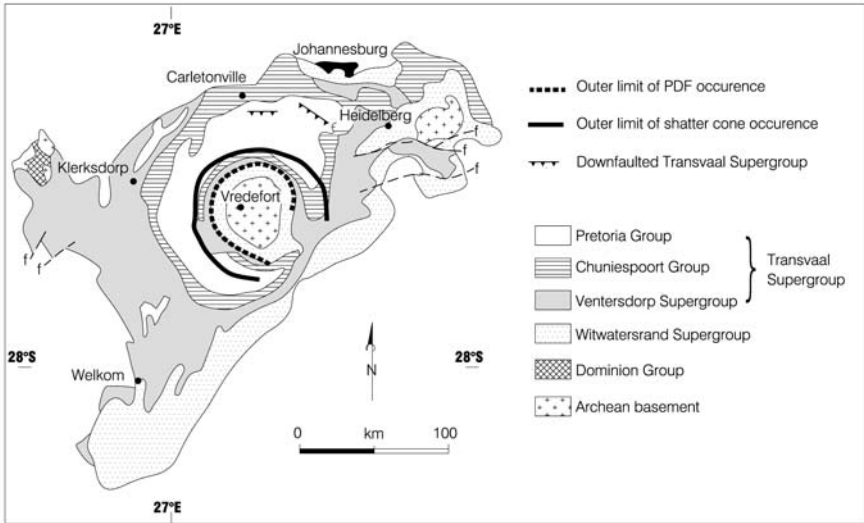 27°E
Johannesburg
Carletonville
Heidelberg
f
f
f
Klerksdorp
Vredefort
f
f
28°S
28°S
Welkom
N
0 km 100
27°E
Outer limit of PDF occurence
Outer limit of shatter cone occurence
Downfaulted Transvaal Supergroup
Pretoria Group
Chuniespoort Group
Transvaal
Supergroup
Ventersdorp Supergroup
Witwatersrand Supergroup
Dominion Group
Archean basement